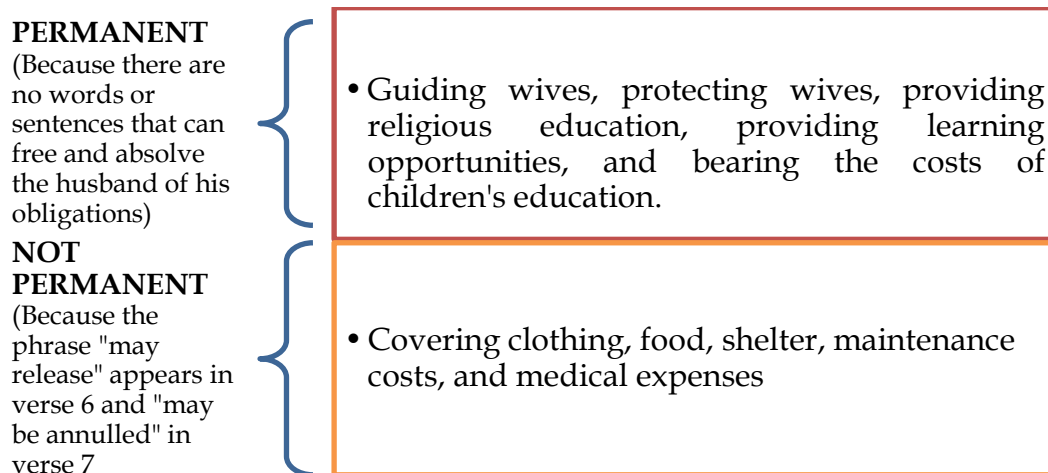 PERMANENT
(Because there are
no words or
sentences that can
free and absolve
the husband of his
obligations)
• Guiding wives, protecting wives, providing
religious education, providing learning
opportunities, and bearing the costs of
children's education.
NOT
PERMANENT
(Because the
phrase "may
release" appears in
verse 6 and "may
be annulled" in
verse 7
• Covering clothing, food, shelter, maintenance
costs, and medical expenses